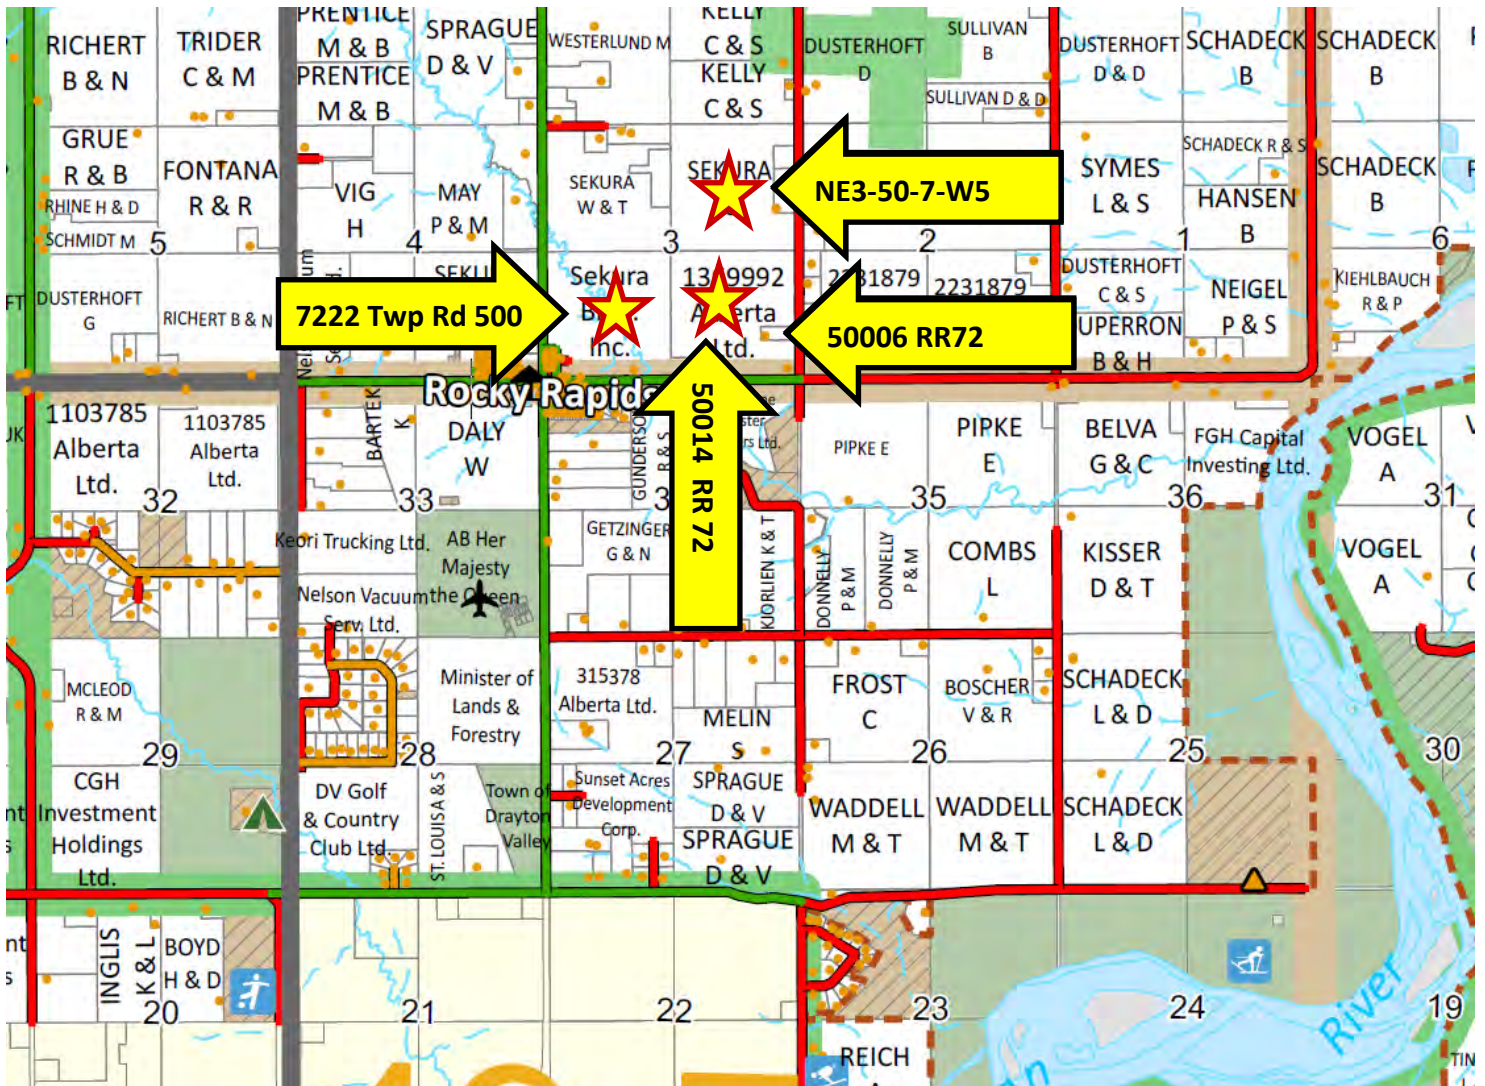 RICHERT
B & N
TRIDER
C & M
PRENTICE
M & B
PRENTICE
M & B
SPRAGUE
D & V
WESTERLUND M
KELLY
C & S
KELLY
C & S
DUSTERHOFT
D
SULLIVAN
B
SULLIVAN D & D
DUSTERHOFT
D & D
SCHADECK
B
SCHADECK
B
GRUE
R & B
RHINE H & D
SCHMIDT M
5
FONTANA
R & R
VIG
H
4
MAY
P & M
SEKURA
W & T
SEKURA
3
NE3-50-7-W5
2
SYMES
L & S
SCHADECK R & S
HANSEN
B
1
SCHADECK
B
6
DUSTERHOFT
G
RICHERT B & N
SEKU
7222 Twp Rd 500
Sekura
Inc.
Ltd.
2231879
50006 RR72
DUSTERHOFT
C & S
B & H
NEIGEL
P & S
KIEHLBAUCH
R & P
Rocky Rapids
50014 RR 72
1103785
Alberta
Ltd.
32
1103785
Alberta
Ltd.
BARTEK
K
33
DALY
W
R & S
PIPKE E
35
PIPKE
E
BELVA
G & C
36
FGH Capital
Investing Ltd.
VOGEL
A
31
Keori Trucking Ltd.
AB Her
Majesty
the Queen
Nelson Vacuum
Serv. Ltd.
GETZINGER
G & N
KORLIEN K & T
DONNELLY
P & M
DONNELLY
P & M
COMBS
L
KISSER
D & T
VOGEL
A
MCLEOD
R & M
29
28
Minister of
Lands &
Forestry
315378
Alberta Ltd.
27
MELIN
S
FROST
C
26
BOSCHER
V & R
SCHADECK
L & D
25
30
CGH
Investment
Holdings
Ltd.
DV Golf
& Country
Club Ltd.
ST. LOUIS A & S
Town of
Drayton
Valley
Sunset Acres
Development
Corp.
SPRAGUE
D & V
SPRAGUE
D & V
WADDELL
M & T
WADDELL
M & T
SCHADECK
L & D
INGLIS
K & L
BOYD
H & D
20
21
22
23
24
19
River
REICH